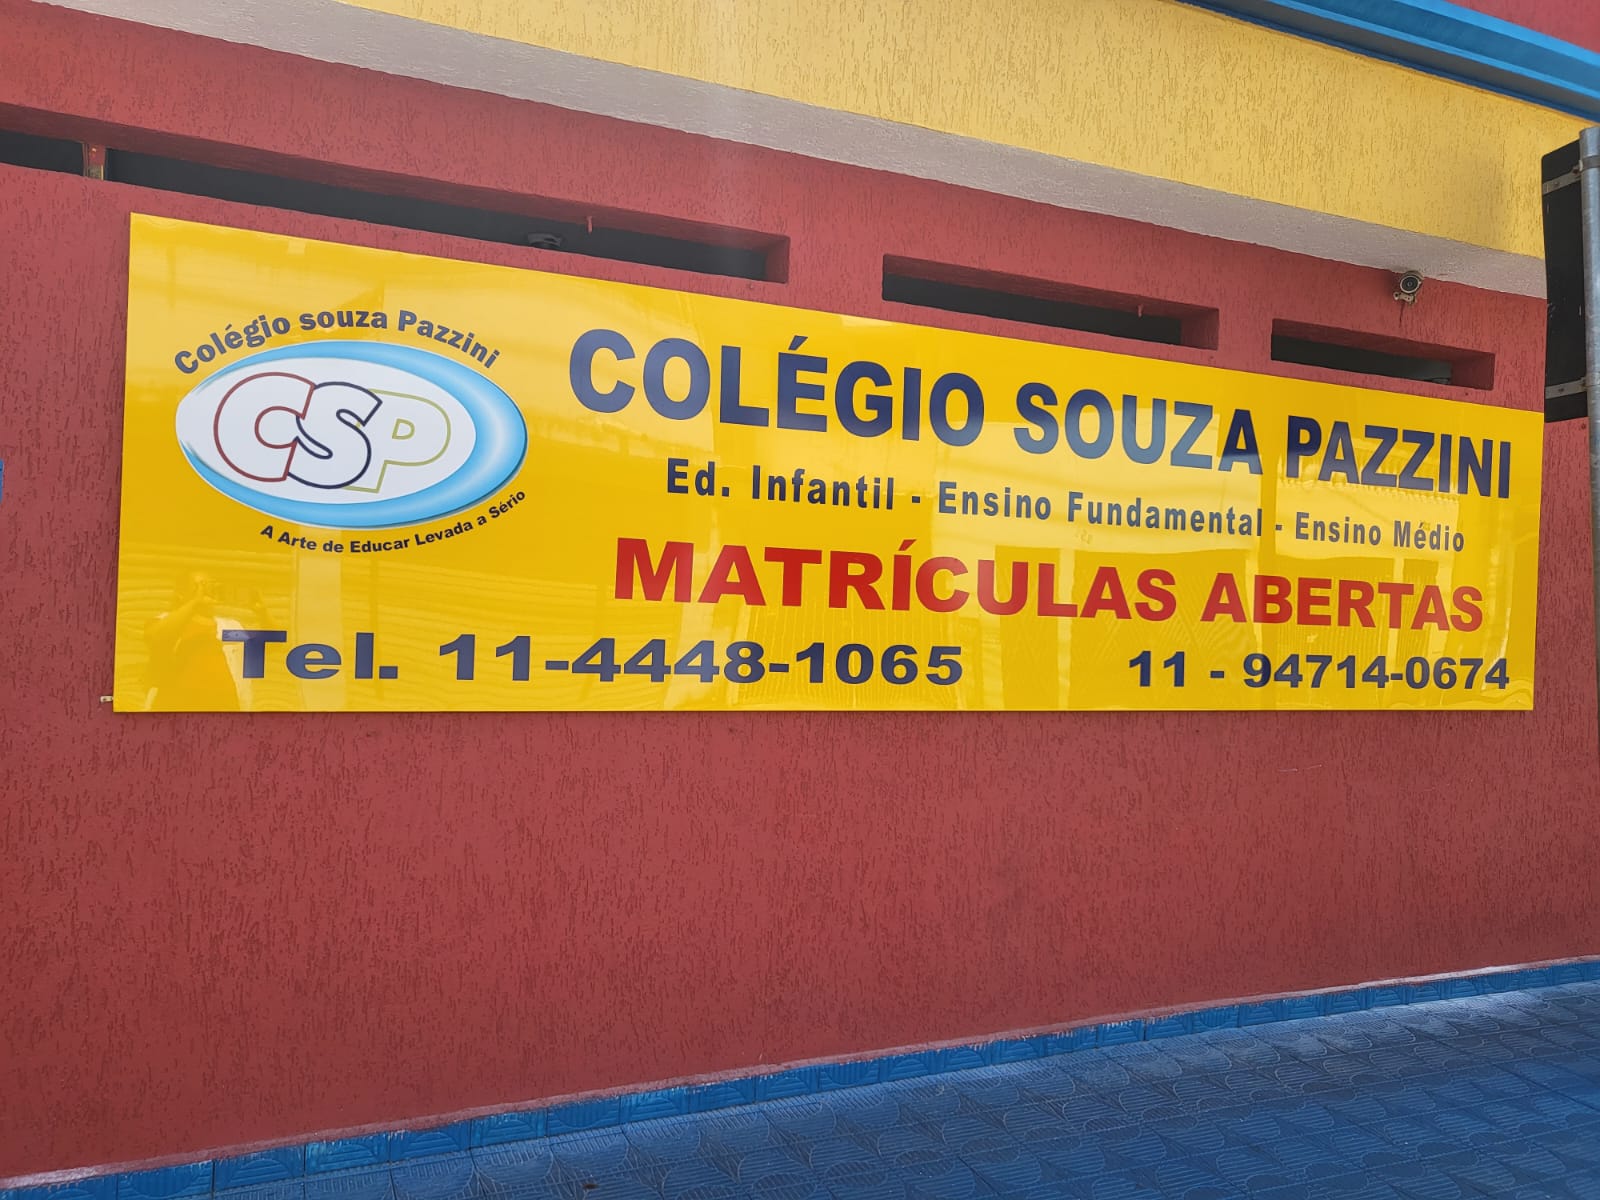 Colégio souza Pazzini
CSP
A Arte de Educar Levada a Sério
COLÉGIO SOUZA PAZZINI
Ed. Infantil - Ensino Fundamental - Ensino Médio
MATRÍCULAS ABERTAS
Tel. 11-4448-1065 11 - 94714-0674